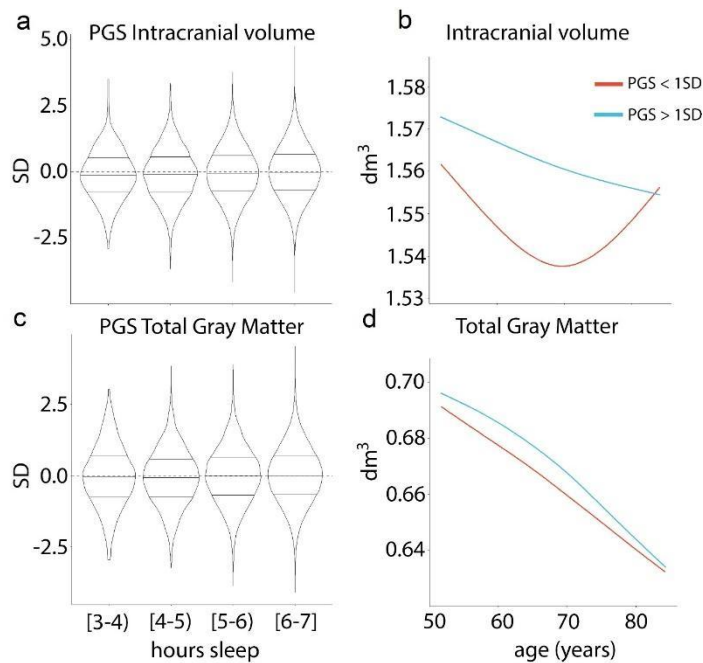 a
PGS Intracranial volume
5.0
2.5
0.0
-2.5
SD
b
Intracranial volume
1.58
1.57
1.56
1.55
1.54
1.53
dm³
60
70
80
PGS < 1SD
PGS > 1SD
c
PGS Total Gray Matter
2.5
0.0
-2.5
SD
[3-4)
[4-5)
[5-6)
[6-7]
hours sleep
d
Total Gray Matter
0.70
0.68
0.66
0.64
dm³
50
60
70
80
age (years)